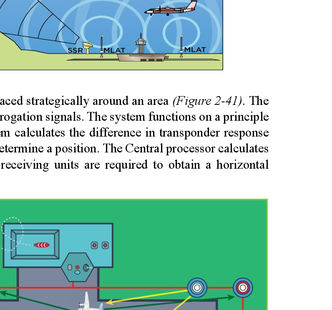 SSR MLAT MLAT
aced strategically around an area (Figure 2-41). The
rogation signals. The system functions on a principle
m calculates the difference in transponder response
etermine a position. The Central processor calculates
receiving units are required to obtain a horizontal